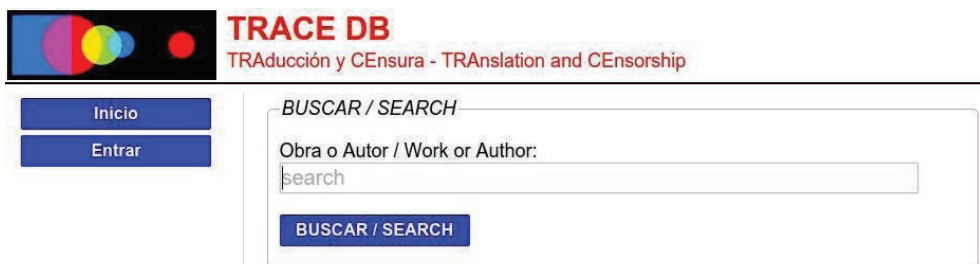 TRACE DB
TRAducción y CEnsura - TRAnslation and CEnsorship
Inicio
Entrar
BUSCAR / SEARCH
Obra o Autor / Work or Author:
search
BUSCAR / SEARCH